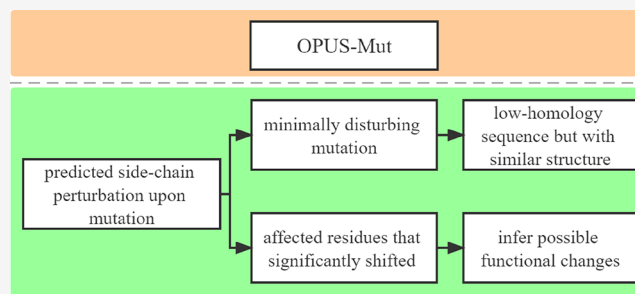 OPUS-Mut
predicted side-chain
perturbation upon
mutation
minimally disturbing
mutation
low-homology
sequence but with
similar structure
affected residues that
significantly shifted
infer possible
functional changes